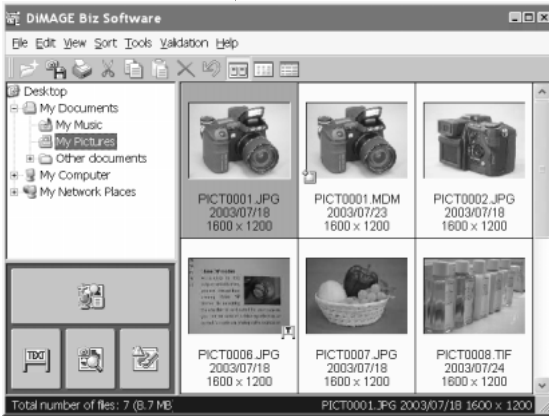 DiMAGE Biz Software
File Edit View Sort Tools Validation Help
Desktop
My Documents
My Music
My Pictures
Other documents
My Computer
My Network Places
PICT0001.JPG
2003/07/18
1600 x 1200
PICT0001.MDM
2003/07/23
1600 x 1200
PICT0002.JPG
2003/07/18
1600 x 1200
PICT0006.JPG
2003/07/18
1600 x 1200
PICT0007.JPG
2003/07/18
1600 x 1200
PICT0008.TIF
2003/07/24
1600 x 1200
TEXT
Total number of files: 7 (8.7 MB)
PICT0001.JPG 2003/07/18 1600 x 1200